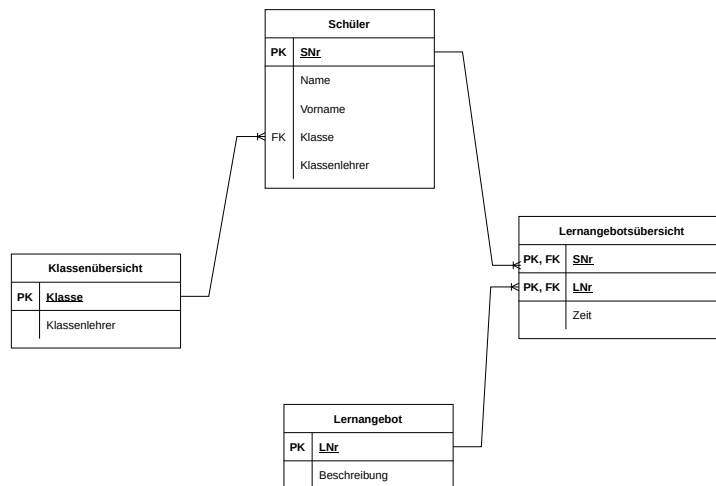 Schüler
PK SNr
Name
Vorname
FK Klasse
Klassenlehrer
Klassenübersicht
PK Klasse
Klassenlehrer
Lernangebotsübersicht
PK, FK SNr
PK, FK LNr
Zeit
Lernangebot
PK LNr
Beschreibung